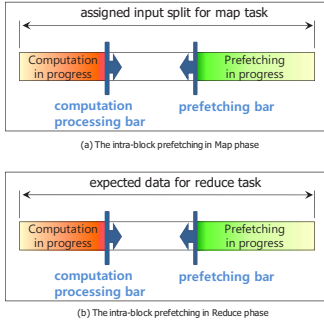 assigned input split for map task
Computation
in progress
Prefetching
in progress
computation
processing bar
prefetching bar
(a) The intra-block prefetching in Map phase
expected data for reduce task
Computation
in progress
Prefetching
in progress
computation
processing bar
prefetching bar
(b) The intra-block prefetching in Reduce phase